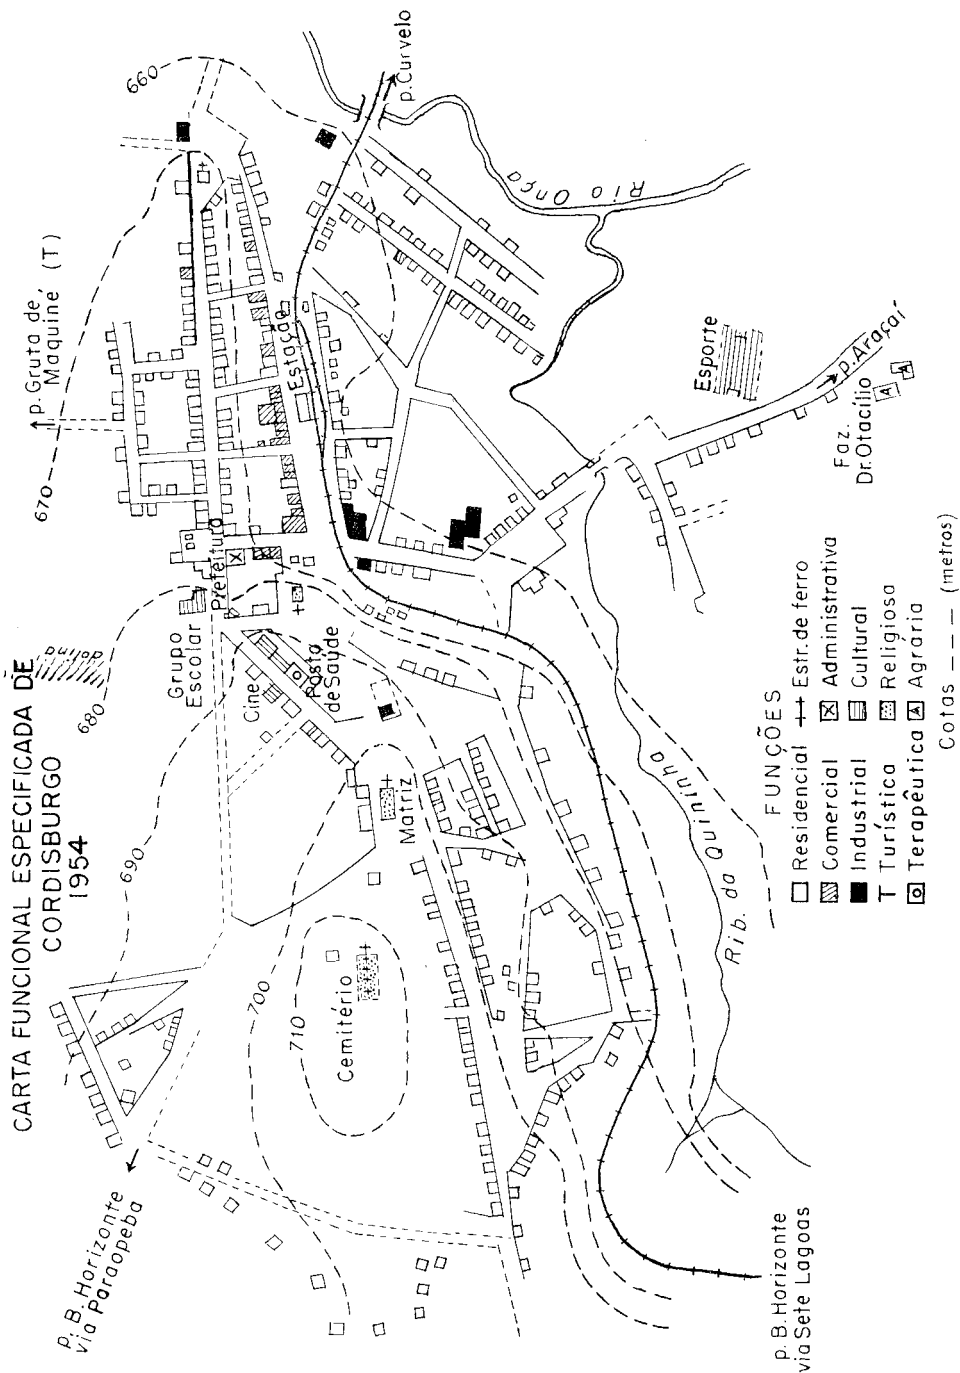 CARTA FUNCIONAL ESPECIFICADA DE
CORDISBURGO
1954
p. B. Horizonte
via Paraopeba
690
680
670
660
700
710
p. Gruta de
Maquiné, (T)
p. Curvelo
Grupo
Escolar
Prefeitura
Cine
Posto
de Saúde
Estação
Matriz
Cemitério
Rio Onça
Esporte
p. Araçaí
Faz.
Dr. Otacílio
A
A
Rib. da Quininha
p. B. Horizonte
via Sete Lagoas
FUNÇÕES
Residencial
Estr. de ferro
Comercial
Administrativa
Industrial
Cultural
T Turística
Religiosa
Terapêutica
A Agrária
Cotas — — — (metros)